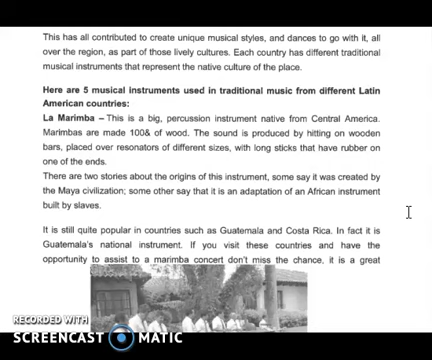 This has all contributed to create unique musical styles, and dances to go with it, all
over the region, as part of those lively cultures. Each country has different traditional
musical instruments that represent the native culture of the place.
Here are 5 musical instruments used in traditional music from different Latin
American countries:
La Marimba – This is a big, percussion instrument native from Central America.
Marimbas are made 100& of wood. The sound is produced by hitting on wooden
bars, placed over resonators of different sizes, with long sticks that have rubber on
one of the ends.
There are two stories about the origins of this instrument, some say it was created by
the Maya civilization; some other say that it is an adaptation of an African instrument
built by slaves.
It is still quite popular in countries such as Guatemala and Costa Rica. In fact it is
Guatemala's national instrument. If you visit these countries and have the
opportunity to assist to a marimba concert don't miss the chance, it is a great
RECORDED WITH
SCREENCAST MATIC